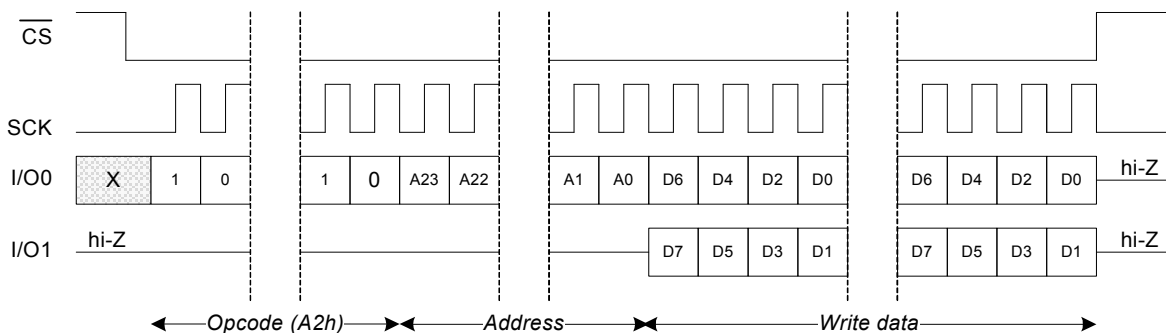 CS
SCK
I/O0 X 1 0 1 0 A23 A22 A1 A0 D6 D4 D2 D0 D6 D4 D2 D0 hi-Z
I/O1 hi-Z D7 D5 D3 D1 D7 D5 D3 D1 hi-Z
Opcode (A2h) Address Write data